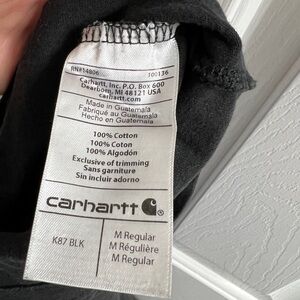 RN#14806 100136
Carhartt, Inc. P.O. Box 600
Dearborn, MI 48121 USA
carhartt.com
Made in Guatemala
Fabriqué au Guatemala
Hecho en Guatemala
100% Cotton
100% Coton
100% Algodón
Exclusive of trimming
Sans garniture
Sin incluir adorno
carhartt
K87 BLK
M Regular
M Régulière
M Regular